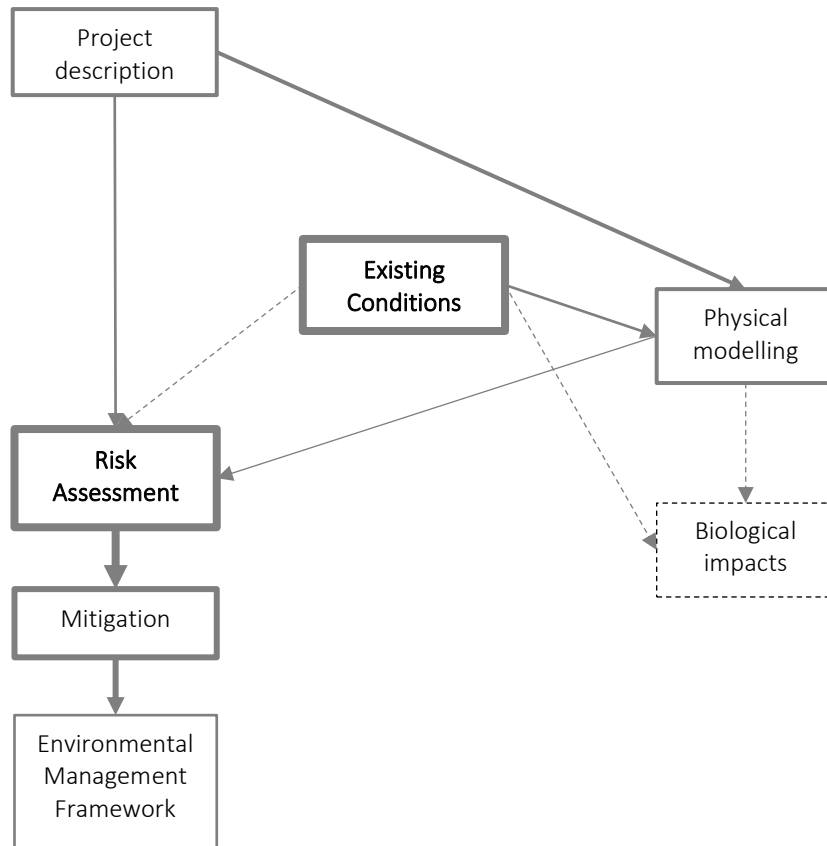 Project
description
Existing
Conditions
Physical
modelling
Risk
Assessment
Biological
impacts
Mitigation
Environmental
Management
Framework